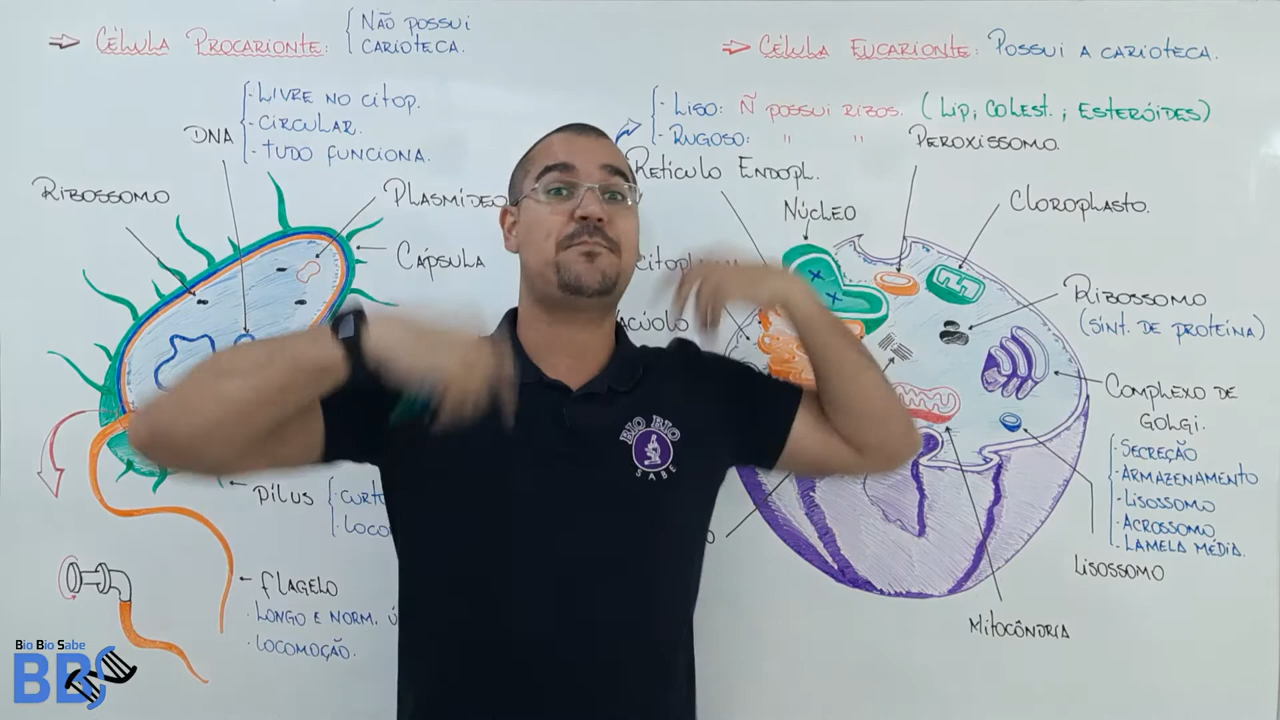 ⇒ CÉLULA PROCARIONTE: { NÃO POSSUI
CARIOTECA.
DNA
· LIVRE NO CITOP.
· CIRCULAR.
· TUDO FUNCIONA.
RIBOSSOMO
PLASMÍDEO
CÁPSULA
PÍLUS
FLAGELO
· LONGO E NORM.
· LOCOMOÇÃO.
⇒ CÉLULA EUCARIONTE: POSSUI A CARIOTECA.
· LISO: Ñ POSSUI RIBOS. (LIP; COLEST.; ESTERÓIDES)
· RUGOSO: " "
RETÍCULO ENDOPL.
PEROXISSOMO.
NÚCLEO
CLOROPLASTO.
RIBOSSOMO
(SÍNT. DE PROTEÍNA)
COMPLEXO DE
GOLGI.
· SECREÇÃO
· ARMAZENAMENTO
· LISOSSOMO
· ACROSSOMO
· LAMELA MÉDIA.
LISOSSOMO
MITOCÔNDRIA
BIO BIO
SABE
Bio Bio Sabe
BBS